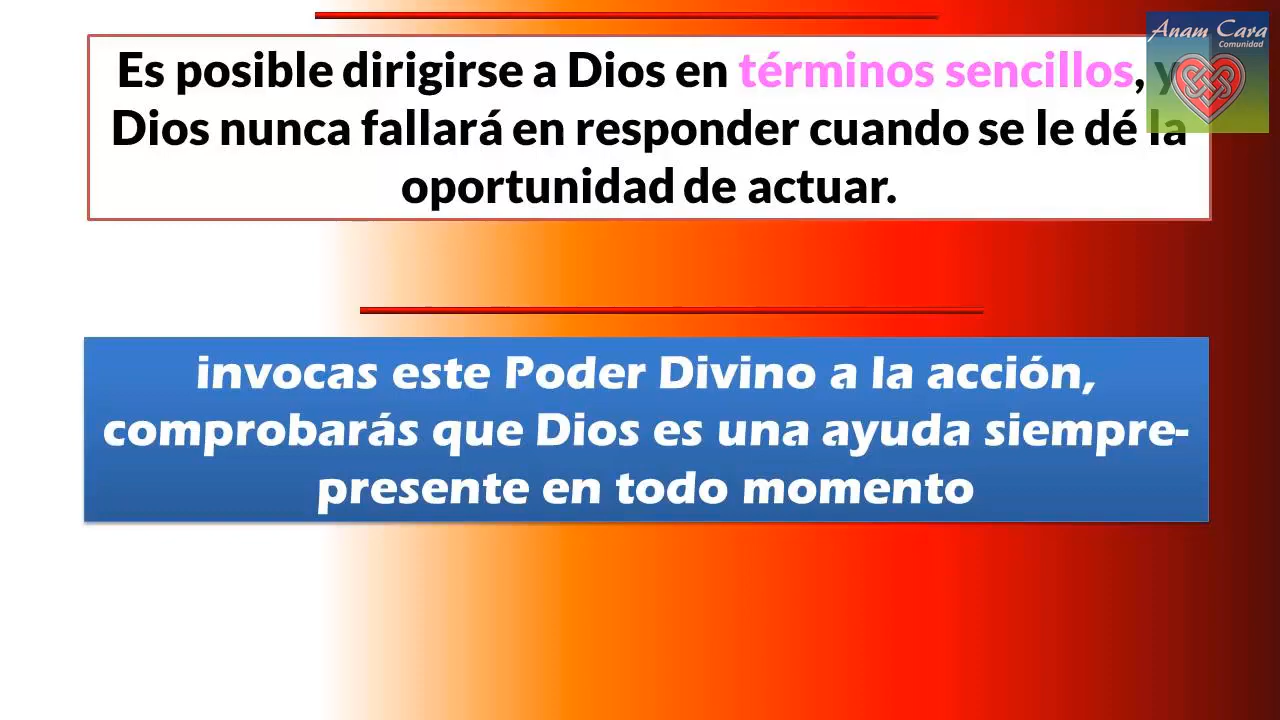 Anam Cara
Comunidad
Es posible dirigirse a Dios en términos sencillos, y
Dios nunca fallará en responder cuando se le dé la
oportunidad de actuar.
invocas este Poder Divino a la acción,
comprobarás que Dios es una ayuda siempre-
presente en todo momento